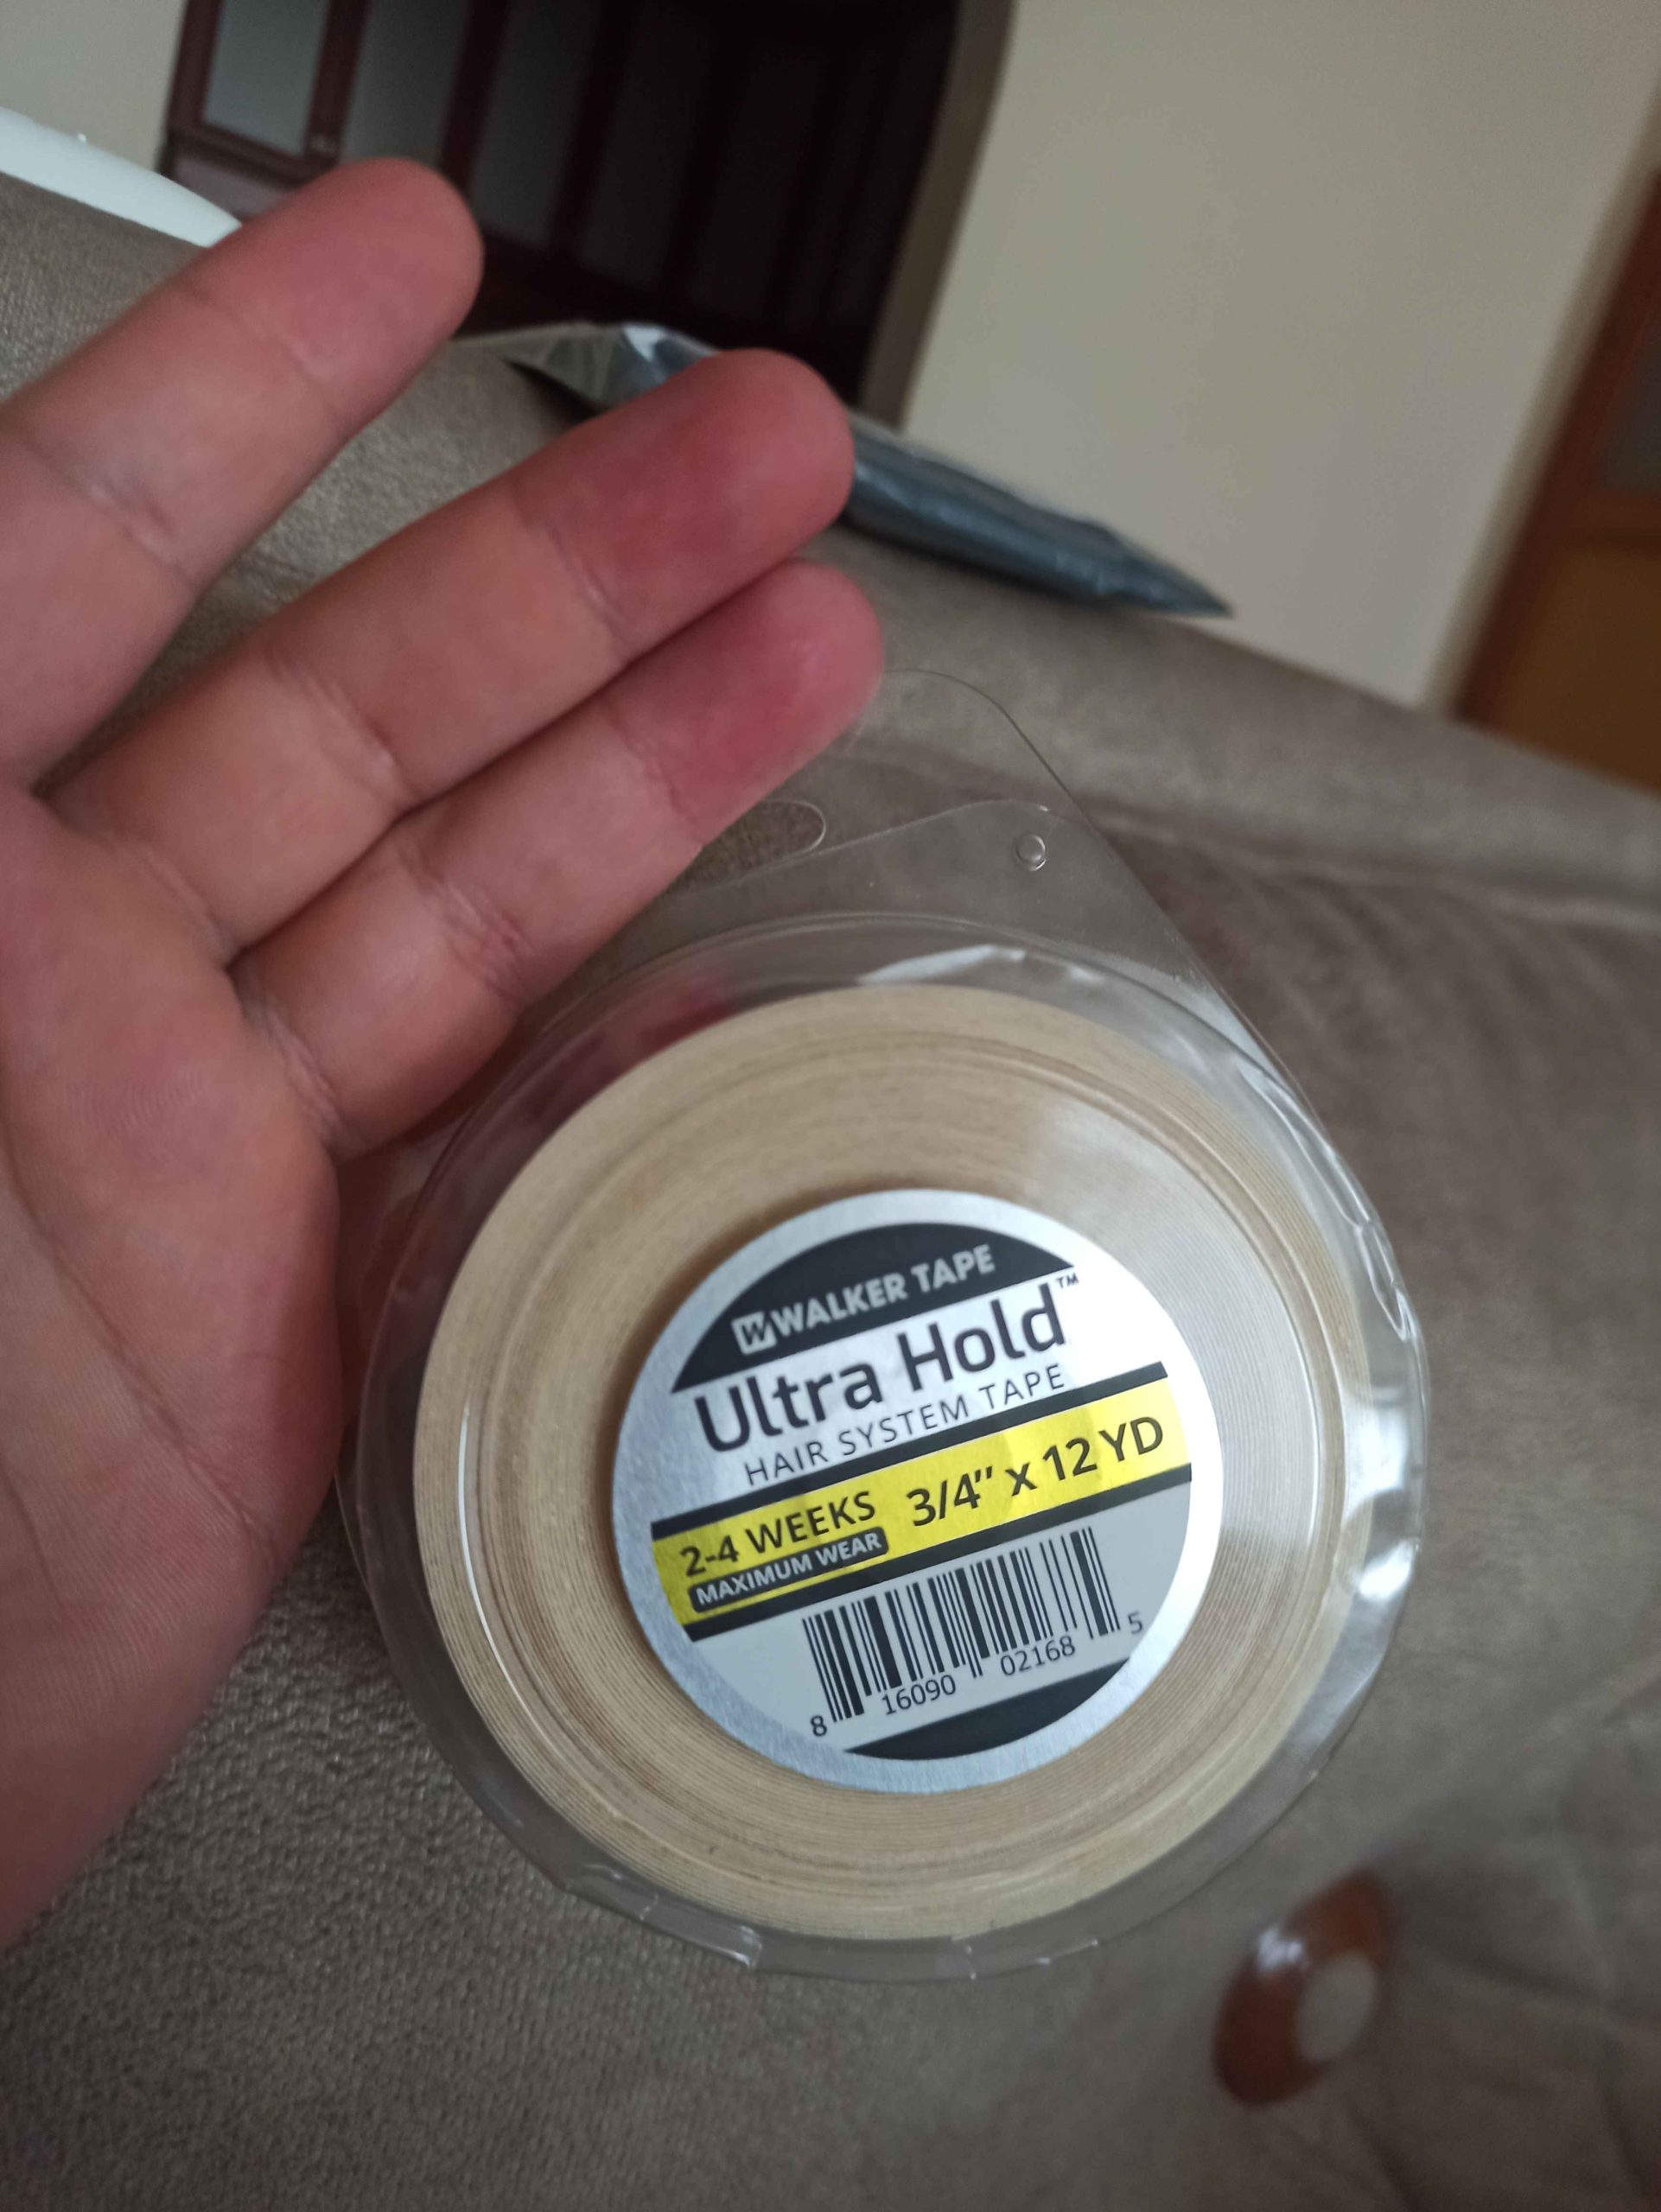 W WALKER TAPE
Ultra Hold™
HAIR SYSTEM TAPE
2-4 WEEKS 3/4" X 12 YD
MAXIMUM WEAR
8 16090 02168 5